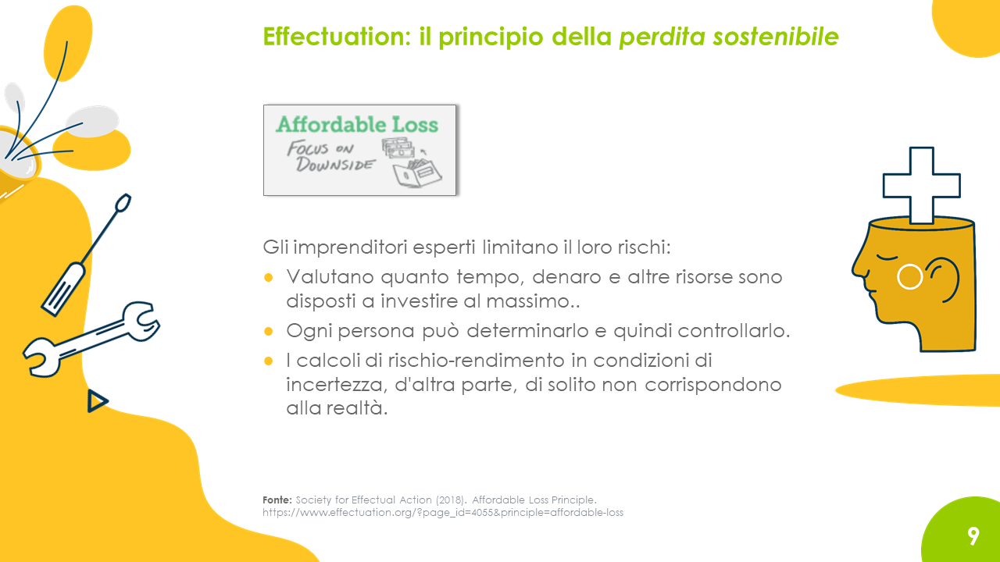 Effectuation: il principio della perdita sostenibile
Affordable Loss
FOCUS ON
DOWNSIDE
Gli imprenditori esperti limitano il loro rischi:
● Valutano quanto tempo, denaro e altre risorse sono
disposti a investire al massimo..
● Ogni persona può determinarlo e quindi controllarlo.
● I calcoli di rischio-rendimento in condizioni di
incertezza, d'altra parte, di solito non corrispondono
alla realtà.
Fonte: Society for Effectual Action (2018). Affordable Loss Principle.
https://www.effectuation.org/?page_id=4055&principle=affordable-loss
9